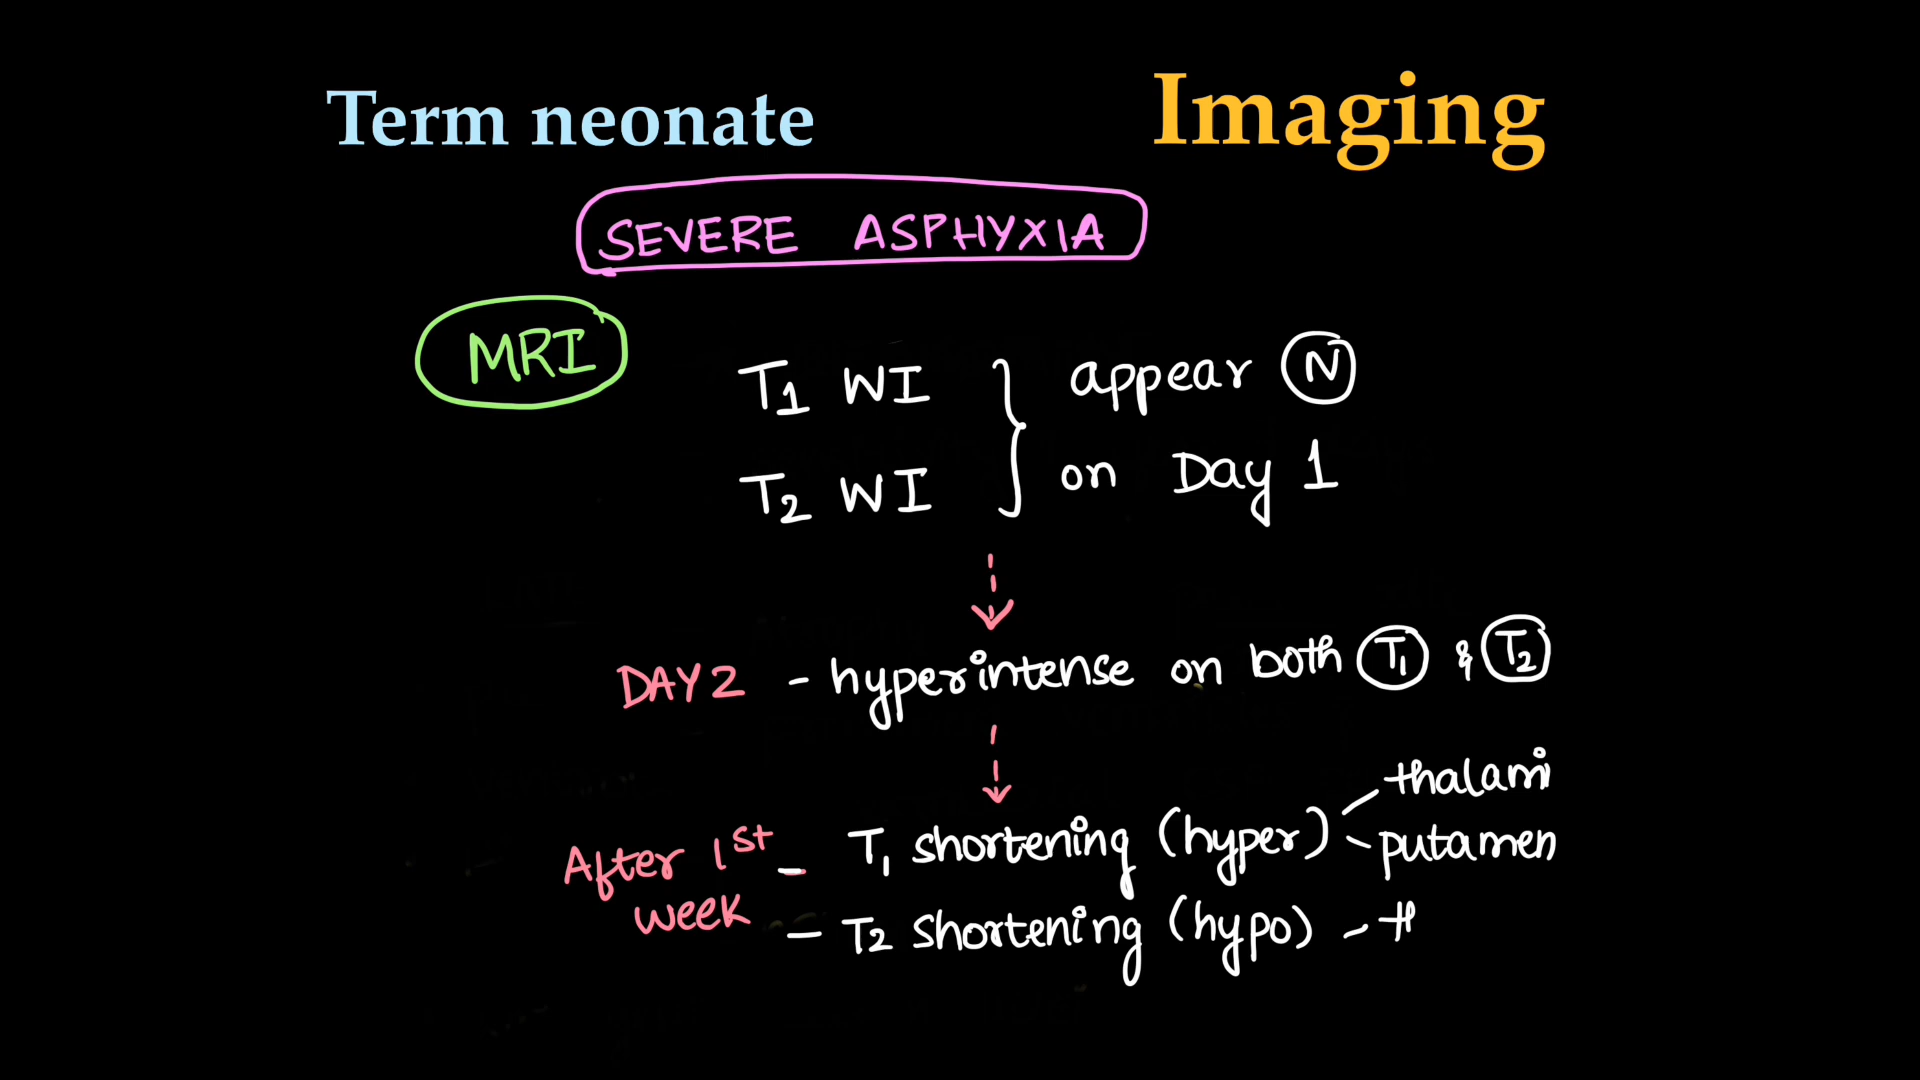 Term neonate
Imaging
SEVERE ASPHYXIA
MRI
T1 WI
appear N
T2 WI
on Day 1
DAY 2 - hyperintense on both T1 & T2
After 1st week
- T1 shortening (hyper)
thalami
putamen
- T2 shortening (hypo) - th